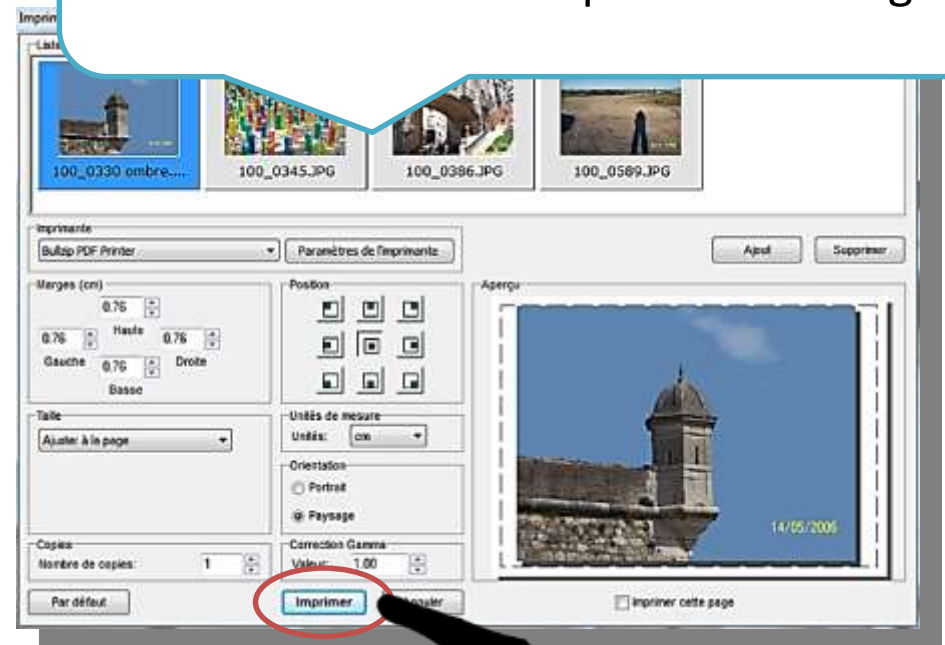 Imprim
Liste
100_0330 ombre....
100_0345.JPG
100_0386.JPG
100_0589.JPG
Imprimante
Bullzip PDF Printer
Paramètres de l'imprimante
Ajout
Supprimer
Marges (cm)
0.76
0.76 Haute 0.76
Gauche 0.76 Droite
Basse
Position
Aperçu
Taille
Ajuster à la page
Unités de mesure
Unités: cm
Orientation
Portrait
Paysage
14/05/2006
Copies
Nombre de copies: 1
Correction Gamma
Valeur: 1.00
Par défaut
Imprimer
Imprimer cette page